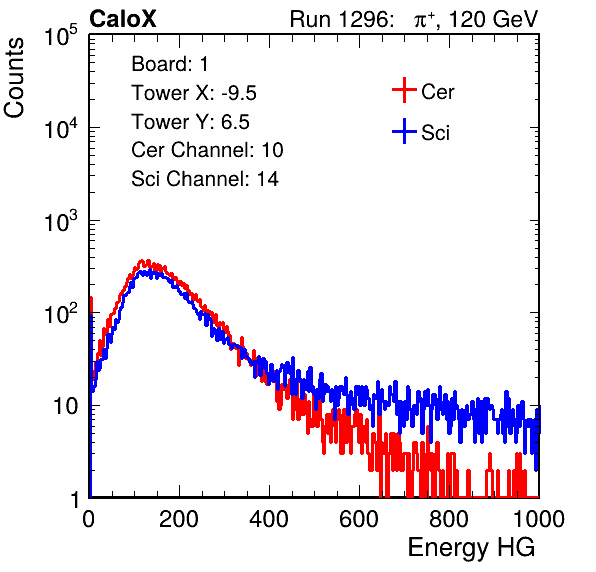 CaloX Run 1296: π⁺, 120 GeV
Counts
Board: 1
Tower X: -9.5
Tower Y: 6.5
Cer Channel: 10
Sci Channel: 14
Cer
Sci
10⁵
10⁴
10³
10²
10
1
0 200 400 600 800 1000
Energy HG